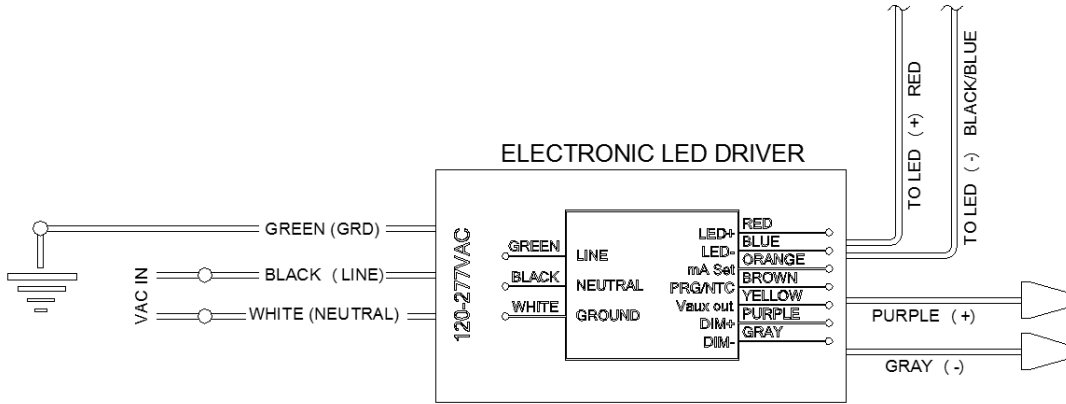 TO LED (+) RED
TO LED (-) BLACK/BLUE
ELECTRONIC LED DRIVER
GREEN (GRD)
BLACK (LINE)
WHITE (NEUTRAL)
VAC IN
120-277VAC
GREEN
BLACK
WHITE
LINE
NEUTRAL
GROUND
LED+
LED-
mA Set
PRG/NTC
Vaux out
DIM+
DIM-
RED
BLUE
ORANGE
BROWN
YELLOW
PURPLE
GRAY
PURPLE (+)
GRAY (-)